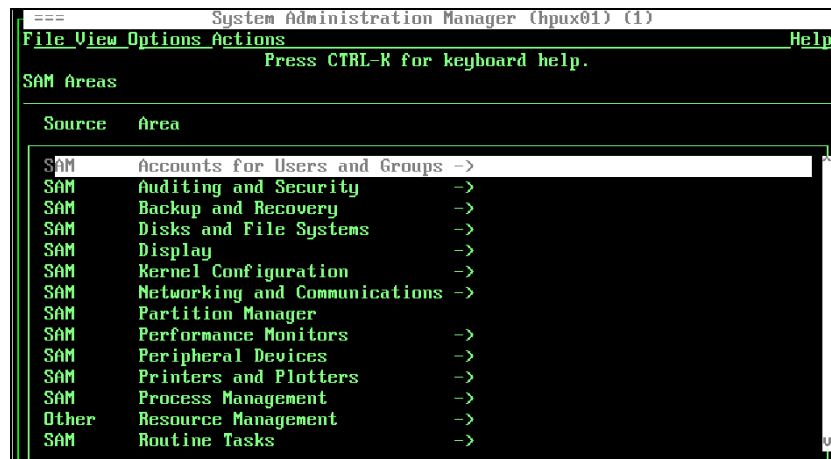 === System Administration Manager (hpux01) (1)
File View Options Actions Help
Press CTRL-K for keyboard help.
SAM Areas
Source Area
SAM Accounts for Users and Groups ->
SAM Auditing and Security ->
SAM Backup and Recovery ->
SAM Disks and File Systems ->
SAM Display ->
SAM Kernel Configuration ->
SAM Networking and Communications ->
SAM Partition Manager
SAM Performance Monitors ->
SAM Peripheral Devices ->
SAM Printers and Plotters ->
SAM Process Management ->
Other Resource Management ->
SAM Routine Tasks ->